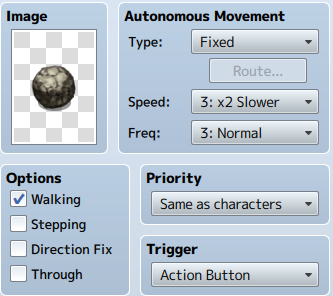 Image
Autonomous Movement
Type: Fixed
Route...
Speed: 3: x2 Slower
Freq: 3: Normal
Options
Walking
Stepping
Direction Fix
Through
Priority
Same as characters
Trigger
Action Button